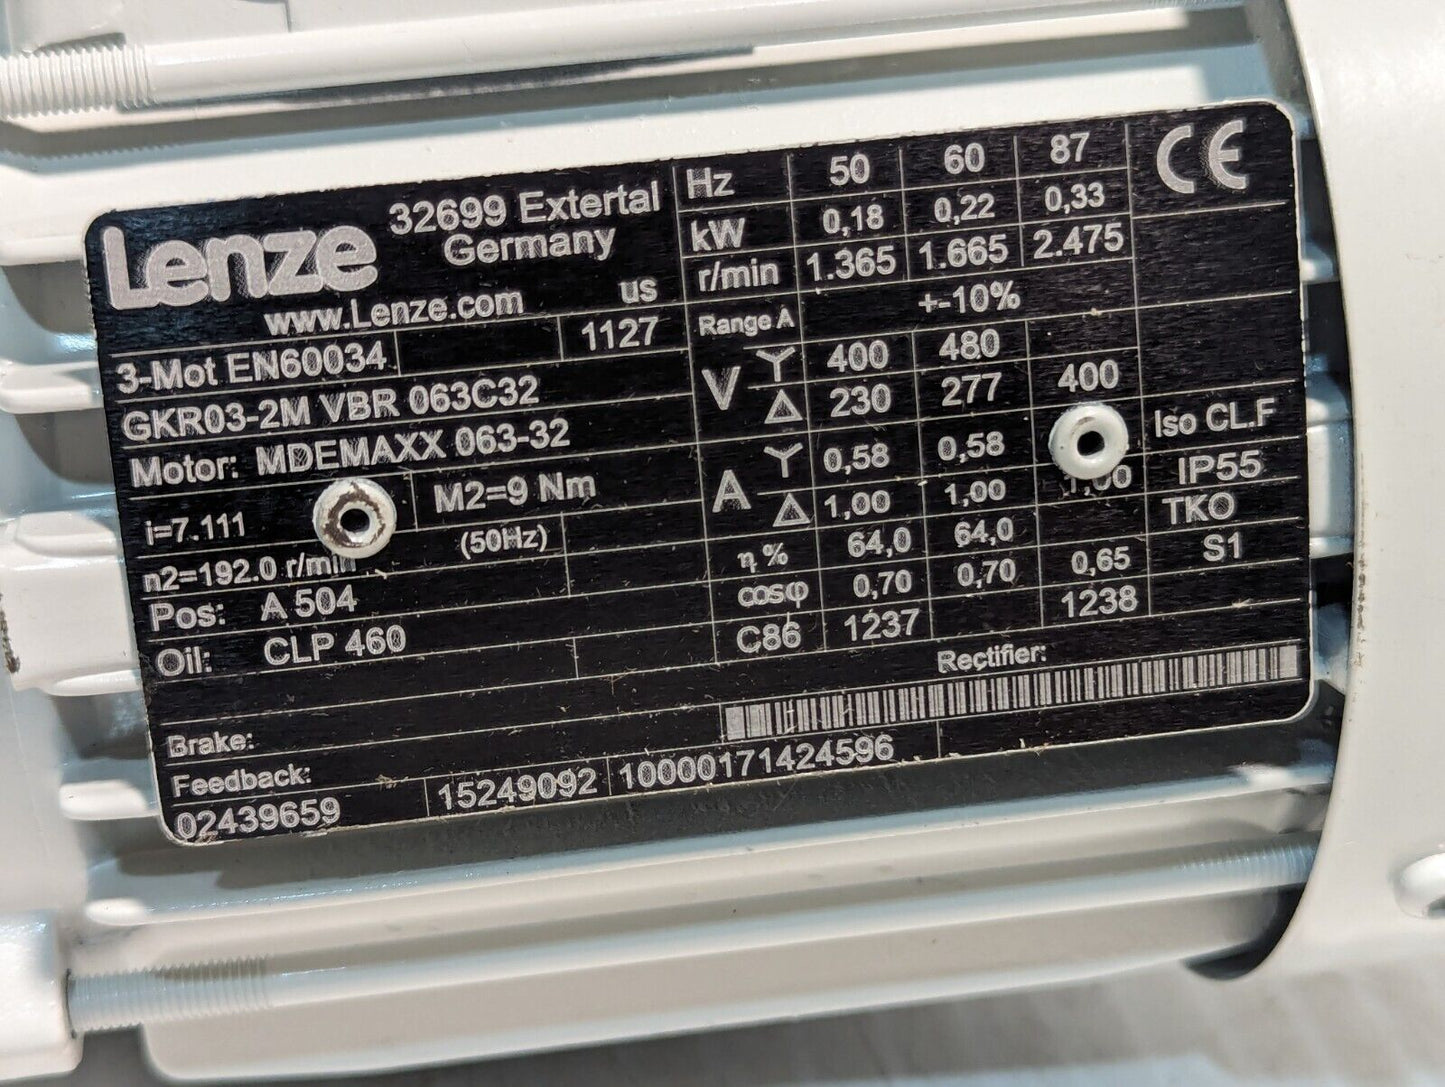 Lenze
32699 Extertal
Germany
www.Lenze.com
us
3-Mot EN60034 1127
GKR03-2M VBR 063C32
Motor: MDEMAXX 063-32
i=7.111 M2=9 Nm
n2=192.0 r/min (50Hz)
Pos: A 504
Oil: CLP 460
Brake:
Feedback:
02439659 15249092 10000171424596
Hz 50 60 87 CE
kW 0,18 0,22 0,33
r/min 1.365 1.665 2.475
Range A +-10%
V Y 400 480
Δ 230 277 400
A Y 0,58 0,58 Iso CL.F
Δ 1,00 1,00 1,00 IP55
η % 64,0 64,0 TKO
cosφ 0,70 0,70 0,65 S1
C86 1237 1238
Rectifier: